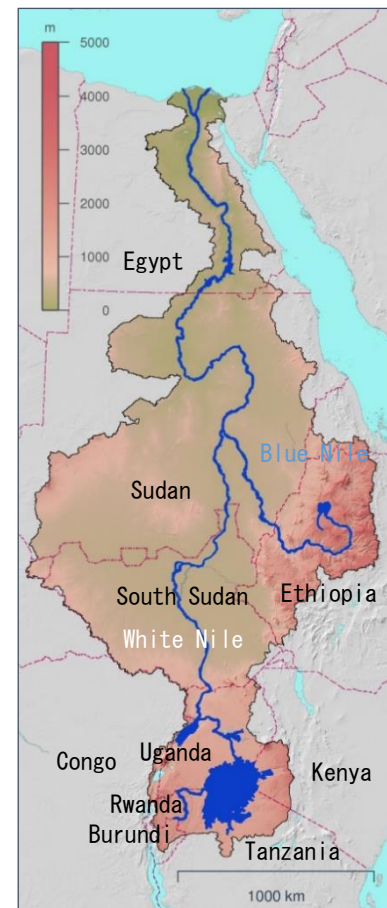 m
5000
4000
3000
2000
1000
0
Egypt
Blue Nile
Sudan
South Sudan
Ethiopia
White Nile
Congo
Uganda
Kenya
Rwanda
Burundi
Tanzania
1000 km